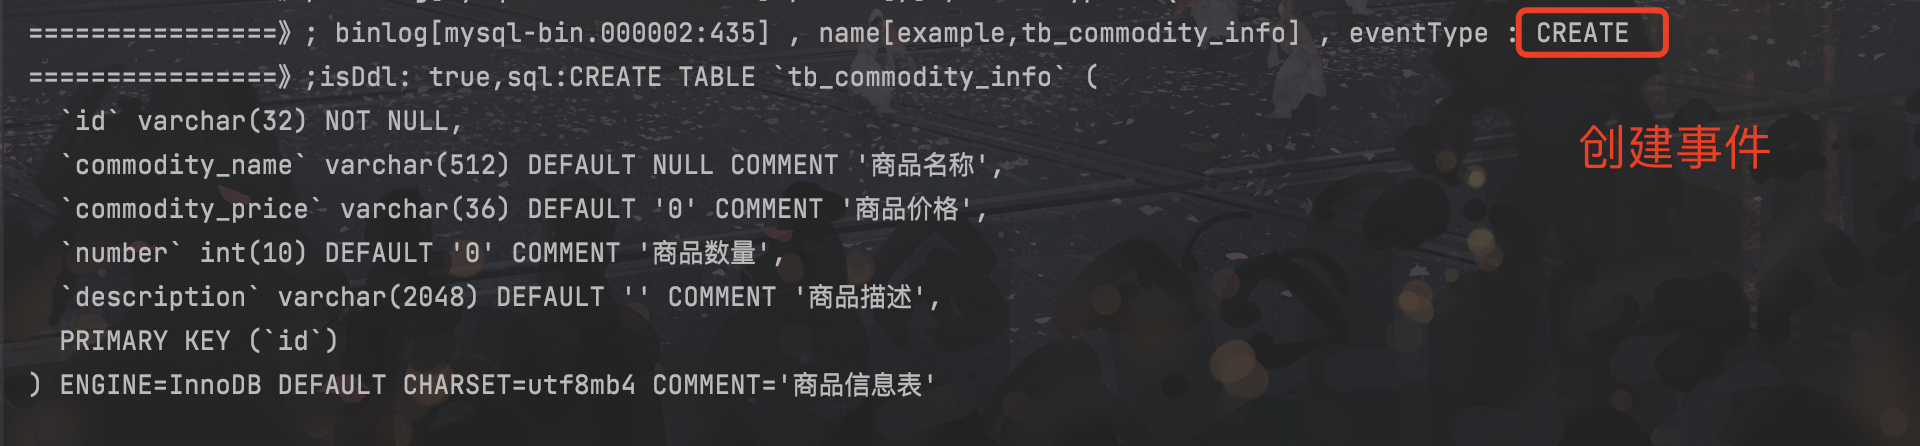 ================》; binlog[mysql-bin.000002:435] , name[example,tb_commodity_info] , eventType : CREATE
================》;isDdl: true,sql:CREATE TABLE `tb_commodity_info` (
`id` varchar(32) NOT NULL,
创建事件
`commodity_name` varchar(512) DEFAULT NULL COMMENT '商品名称',
`commodity_price` varchar(36) DEFAULT '0' COMMENT '商品价格',
`number` int(10) DEFAULT '0' COMMENT '商品数量',
`description` varchar(2048) DEFAULT '' COMMENT '商品描述',
PRIMARY KEY (`id`)
) ENGINE=InnoDB DEFAULT CHARSET=utf8mb4 COMMENT='商品信息表'